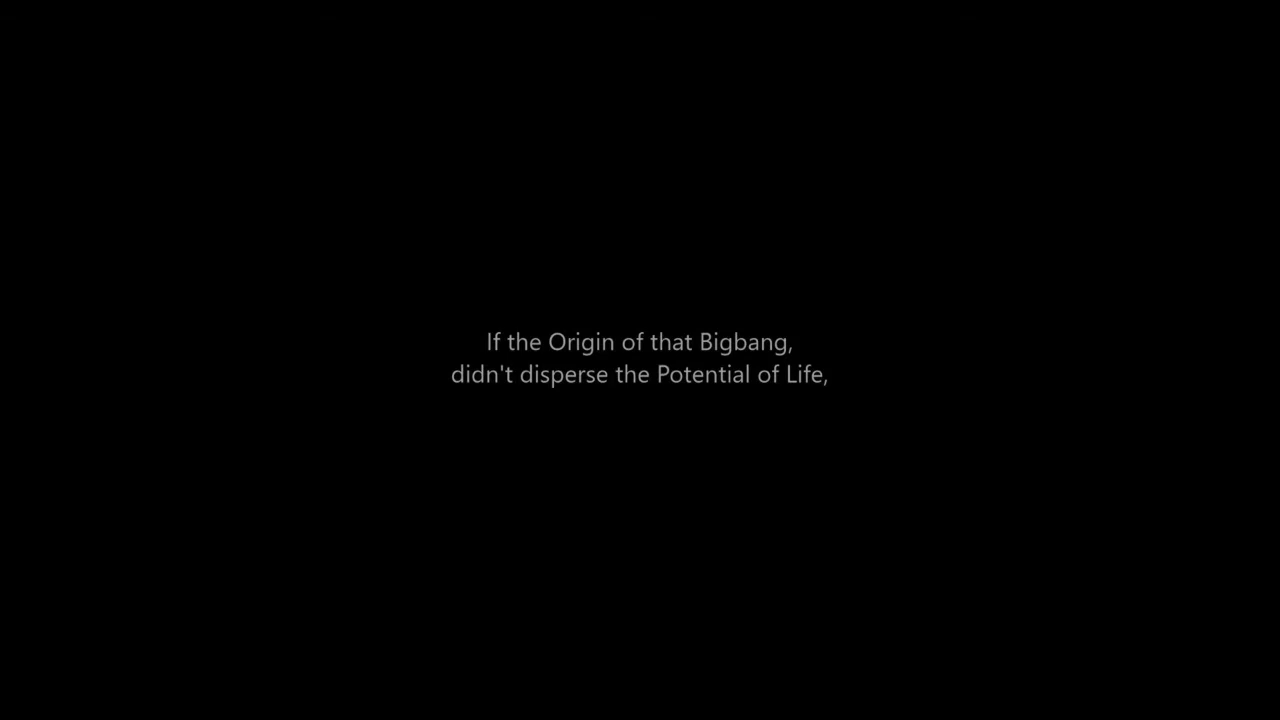 If the Origin of that Bigbang,
didn't disperse the Potential of Life,